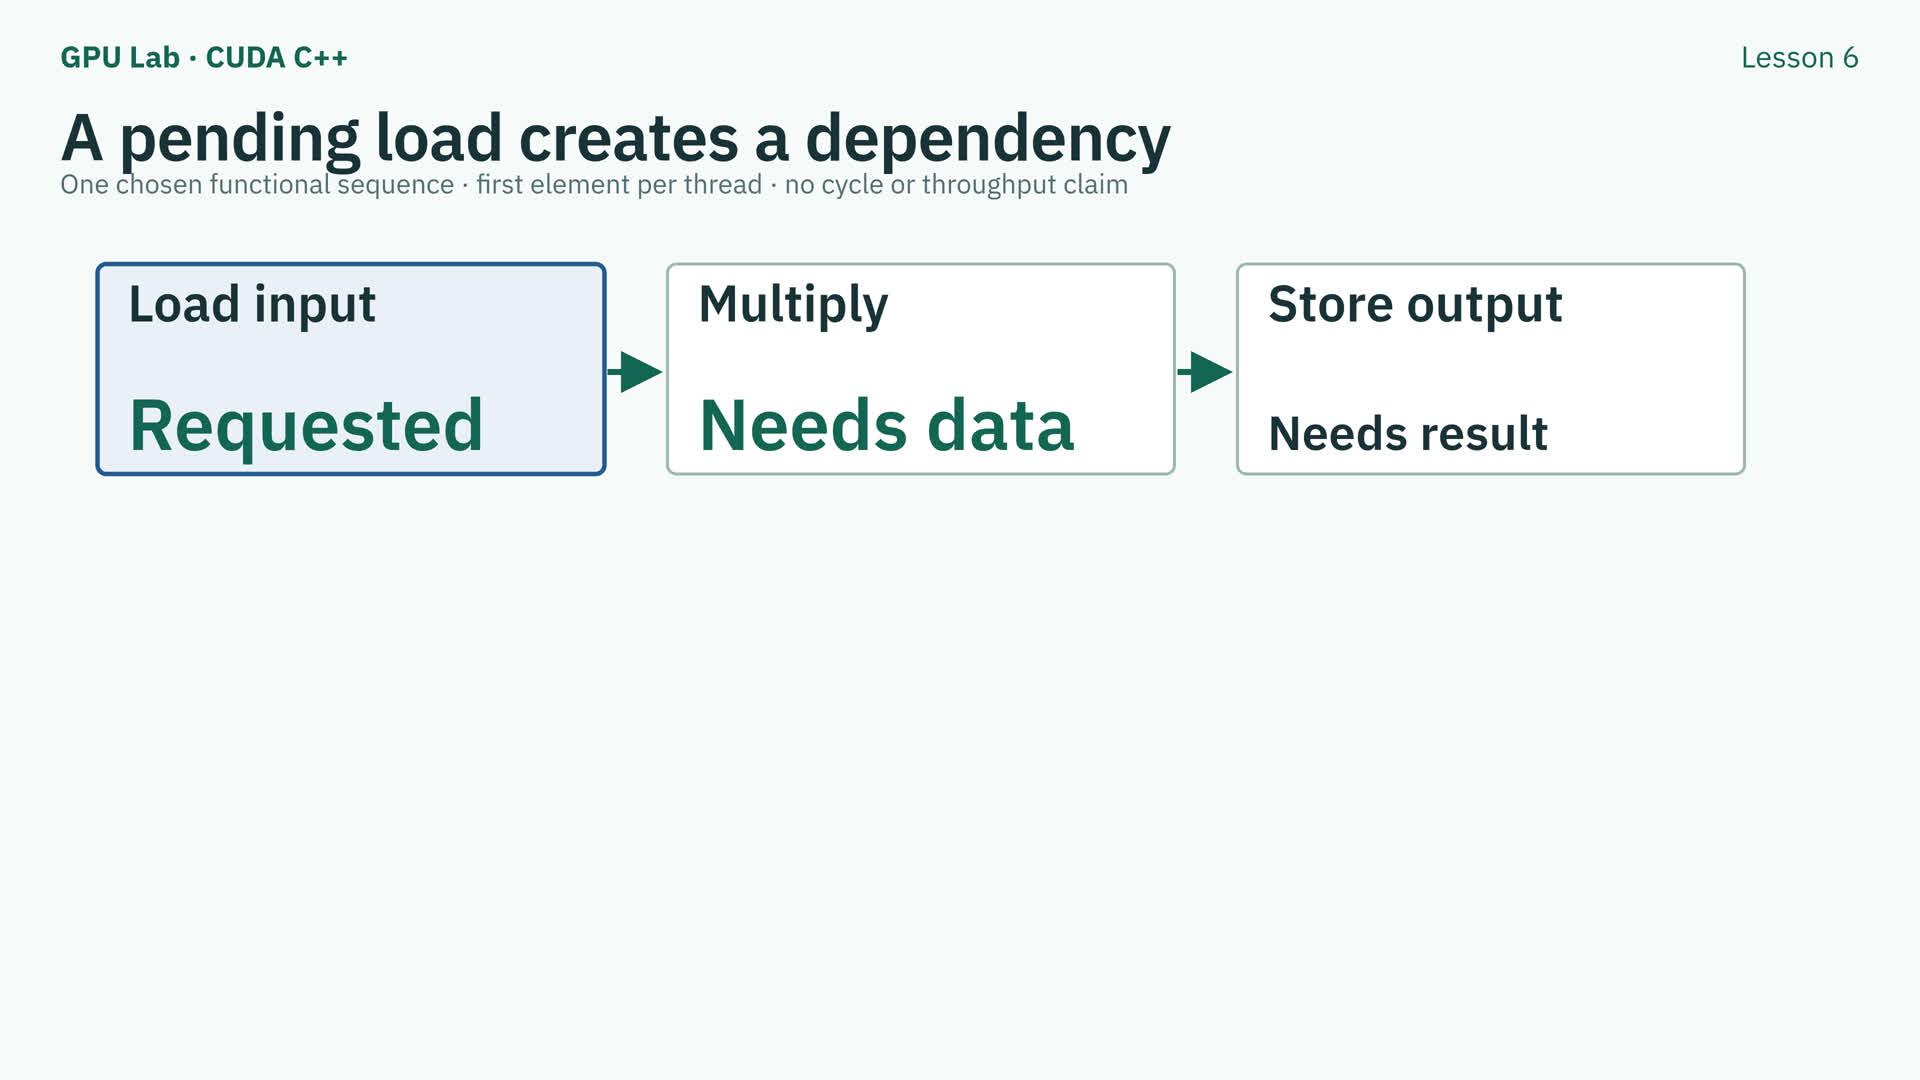 GPU Lab · CUDA C++
Lesson 6
A pending load creates a dependency
One chosen functional sequence · first element per thread · no cycle or throughput claim
Load input
Requested
Multiply
Needs data
Store output
Needs result